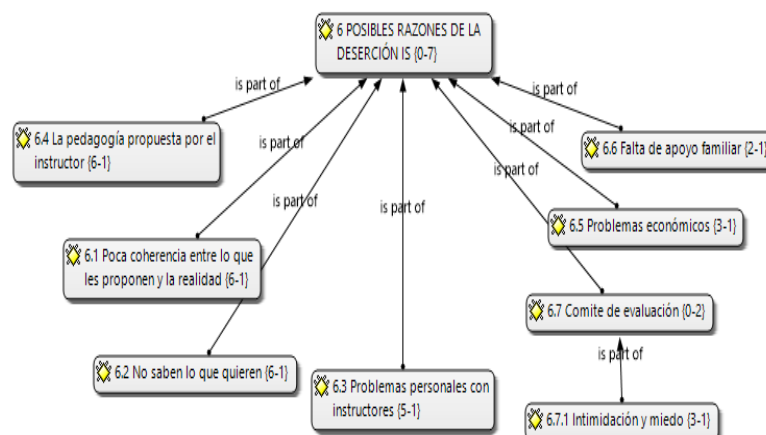 6 POSIBLES RAZONES DE LA
DESERCIÓN IS {0-7}
is part of
is part of
6.4 La pedagogía propuesta por el
instructor {6-1}
is part of
6.6 Falta de apoyo familiar {2-1}
is part of
is part of
is part of
is part of
6.5 Problemas económicos {3-1}
6.1 Poca coherencia entre lo que
les proponen y la realidad {6-1}
6.7 Comite de evaluación {0-2}
is part of
6.2 No saben lo que quieren {6-1}
6.3 Problemas personales con
instructores {5-1}
6.7.1 Intimidación y miedo {3-1}